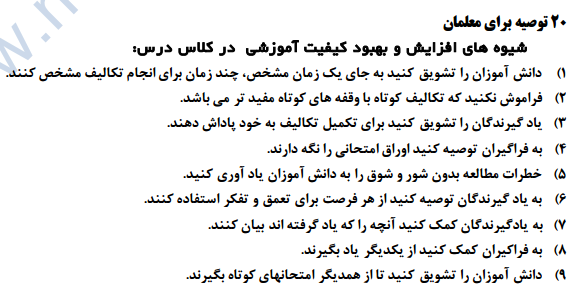 ۲۰ توصیه برای معلمان
شیوه های افزایش و بهبود کیفیت آموزشی در کلاس درس:
۱) دانش آموزان را تشویق کنید به جای یک زمان مشخص، چند زمان برای انجام تکالیف مشخص کنند.
۲) فراموش نکنید که تکالیف کوتاه با وقفه های کوتاه مفید تر می باشد.
۳) یاد گیرندگان را تشویق کنید برای تکمیل تکالیف به خود پاداش دهند.
۴) به فراگیران توصیه کنید اوراق امتحانی را نگه دارند.
۵) خطرات مطالعه بدون شور و شوق را به دانش آموزان یاد آوری کنید.
۶) به یاد گیرندگان توصیه کنید از هر فرصت برای تعمق و تفکر استفاده کنند.
۷) به یادگیرندگان کمک کنید آنچه را که یاد گرفته اند بیان کنند.
۸) به فراکیران کمک کنید از یکدیگر یاد بگیرند.
۹) دانش آموزان را تشویق کنید تا از همدیگر امتحانهای کوتاه بگیرند.